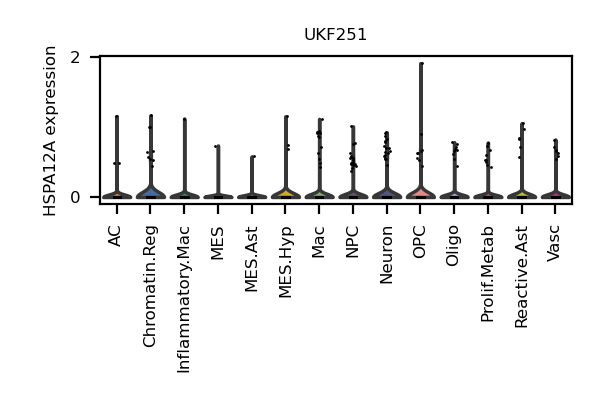 UKF251
HSPA12A expression
2
0
AC
Chromatin.Reg
Inflammatory.Mac
MES
MES.Ast
MES.Hyp
Mac
NPC
Neuron
OPC
Oligo
Prolif.Metab
Reactive.Ast
Vasc